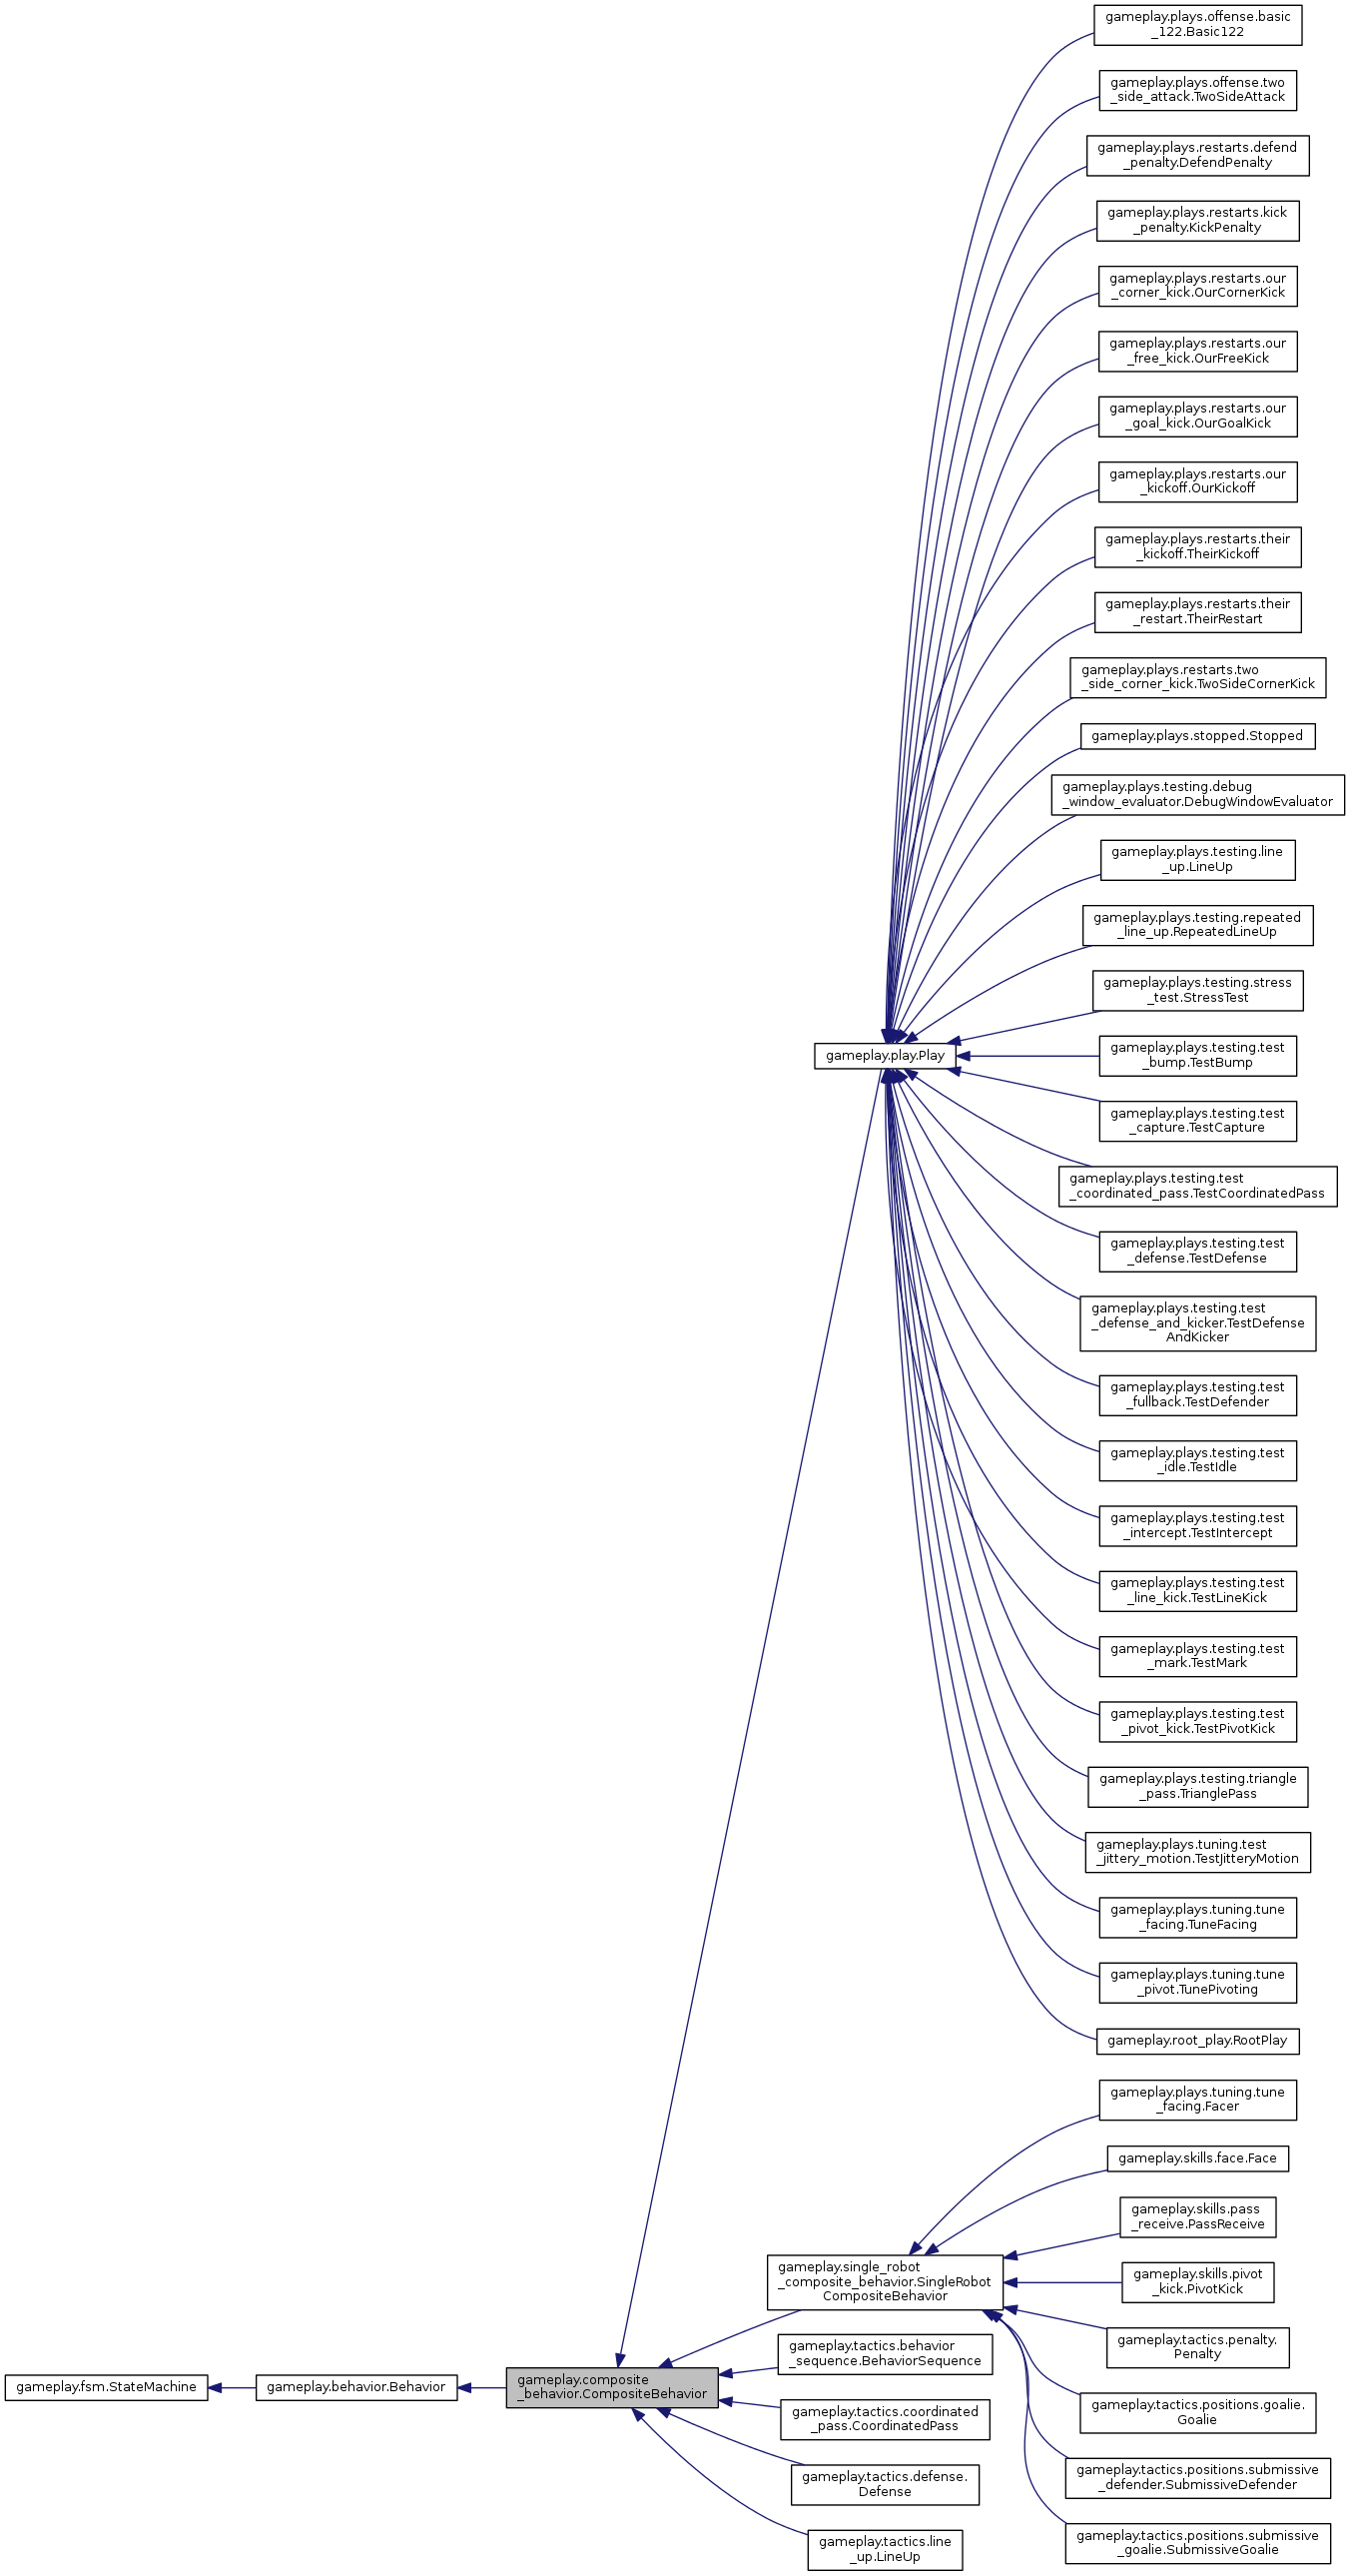 gameplay.plays.offense.basic
_122.Basic122
gameplay.plays.offense.two
_side_attack.TwoSideAttack
gameplay.plays.restarts.defend
_penalty.DefendPenalty
gameplay.plays.restarts.kick
_penalty.KickPenalty
gameplay.plays.restarts.our
_corner_kick.OurCornerKick
gameplay.plays.restarts.our
_free_kick.OurFreeKick
gameplay.plays.restarts.our
_goal_kick.OurGoalKick
gameplay.plays.restarts.our
_kickoff.OurKickoff
gameplay.plays.restarts.their
_kickoff.TheirKickoff
gameplay.plays.restarts.their
_restart.TheirRestart
gameplay.plays.restarts.two
_side_corner_kick.TwoSideCornerKick
gameplay.plays.stopped.Stopped
gameplay.plays.testing.debug
_window_evaluator.DebugWindowEvaluator
gameplay.plays.testing.line
_up.LineUp
gameplay.plays.testing.repeated
_line_up.RepeatedLineUp
gameplay.plays.testing.stress
_test.StressTest
gameplay.play.Play
gameplay.plays.testing.test
_bump.TestBump
gameplay.plays.testing.test
_capture.TestCapture
gameplay.plays.testing.test
_coordinated_pass.TestCoordinatedPass
gameplay.plays.testing.test
_defense.TestDefense
gameplay.plays.testing.test
_defense_and_kicker.TestDefense
AndKicker
gameplay.plays.testing.test
_fullback.TestDefender
gameplay.plays.testing.test
_idle.TestIdle
gameplay.plays.testing.test
_intercept.TestIntercept
gameplay.plays.testing.test
_line_kick.TestLineKick
gameplay.plays.testing.test
_mark.TestMark
gameplay.plays.testing.test
_pivot_kick.TestPivotKick
gameplay.plays.testing.triangle
_pass.TrianglePass
gameplay.plays.tuning.test
_jittery_motion.TestJitteryMotion
gameplay.plays.tuning.tune
_facing.TuneFacing
gameplay.plays.tuning.tune
_pivot.TunePivoting
gameplay.root_play.RootPlay
gameplay.plays.tuning.tune
_facing.Facer
gameplay.skills.face.Face
gameplay.skills.pass
_receive.PassReceive
gameplay.single_robot
_composite_behavior.SingleRobot
CompositeBehavior
gameplay.skills.pivot
_kick.PivotKick
gameplay.tactics.penalty.
Penalty
gameplay.tactics.behavior
_sequence.BehaviorSequence
gameplay.fsm.StateMachine
gameplay.behavior.Behavior
gameplay.composite
_behavior.CompositeBehavior
gameplay.tactics.coordinated
_pass.CoordinatedPass
gameplay.tactics.positions.goalie.
Goalie
gameplay.tactics.defense.
Defense
gameplay.tactics.positions.submissive
_defender.SubmissiveDefender
gameplay.tactics.line
_up.LineUp
gameplay.tactics.positions.submissive
_goalie.SubmissiveGoalie